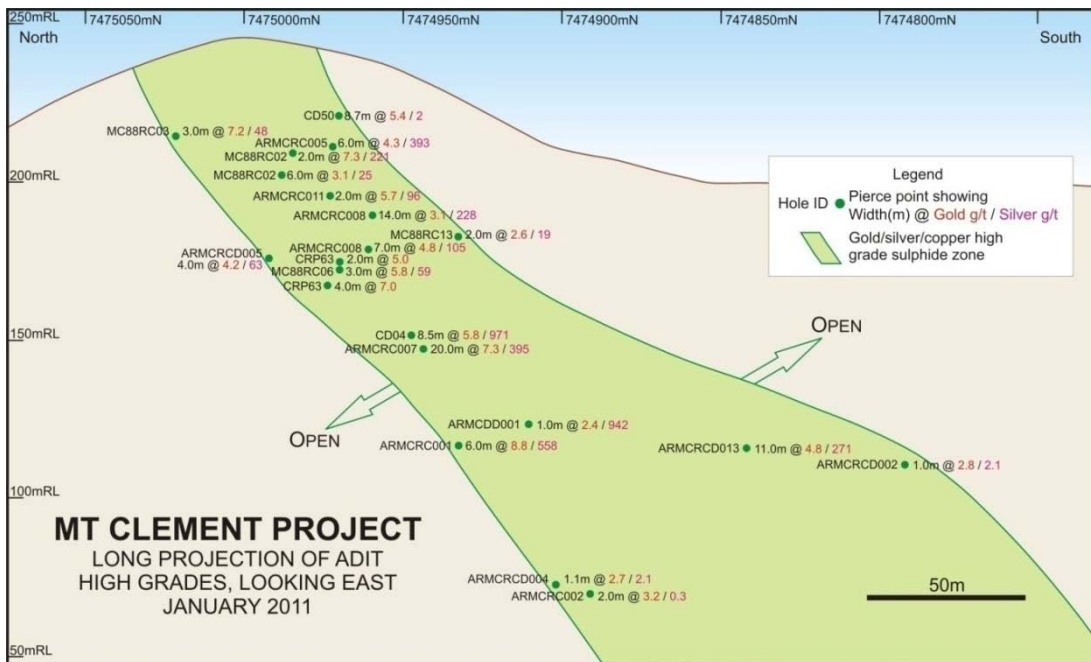 250mRL
7475050mN
7475000mN
7474950mN
7474900mN
7474850mN
7474800mN
North
South
CD50 8.7m @ 5.4 / 2
MC88RC03 3.0m @ 7.2 / 48
ARMCRC005 6.0m @ 4.3 / 393
MC88RC02 2.0m @ 7.3 / 221
MC88RC02 6.0m @ 3.1 / 25
200mRL
ARMCRC011 2.0m @ 5.7 / 96
ARMCRC008 14.0m @ 3.1 / 228
MC88RC13 2.0m @ 2.6 / 19
ARMCRC008 7.0m @ 4.8 / 105
ARMCRCD005
4.0m @ 4.2 / 63
CRP63 2.0m @ 5.0
MC88RC06 3.0m @ 5.8 / 59
CRP63 4.0m @ 7.0
Legend
Hole ID
Pierce point showing
Width(m) @ Gold g/t / Silver g/t
Gold/silver/copper high
grade sulphide zone
150mRL
CD04 8.5m @ 5.8 / 971
ARMCRC007 20.0m @ 7.3 / 395
OPEN
OPEN
ARMCDD001 1.0m @ 2.4 / 942
ARMCRC001 6.0m @ 8.8 / 558
ARMCRCD013 11.0m @ 4.8 / 271
ARMCRCD002 1.0m @ 2.8 / 2.1
100mRL
MT CLEMENT PROJECT
LONG PROJECTION OF ADIT
HIGH GRADES, LOOKING EAST
JANUARY 2011
ARMCRCD004 1.1m @ 2.7 / 2.1
ARMCRC002 2.0m @ 3.2 / 0.3
50m
50mRL